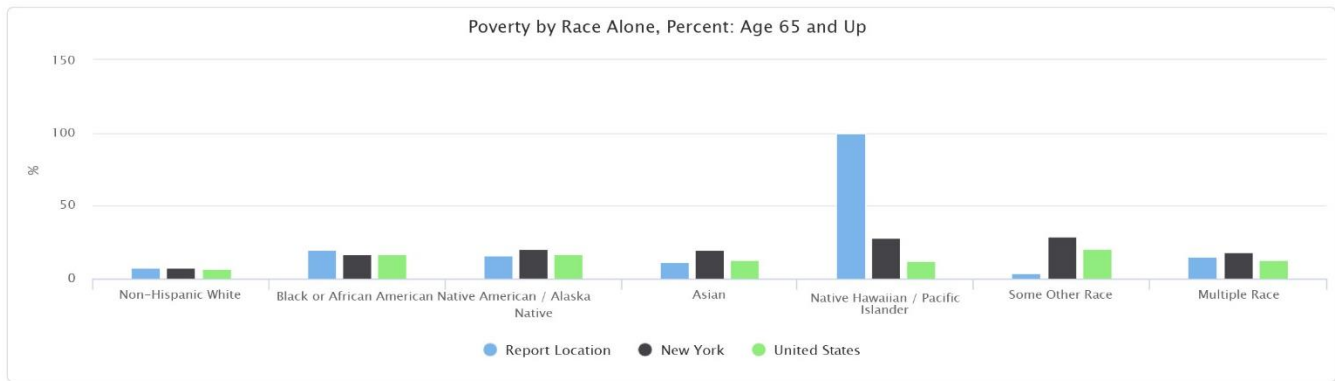 Poverty by Race Alone, Percent: Age 65 and Up
150
100
%
50
0
Non-Hispanic White
Black or African American
Native American / Alaska
Native
Asian
Native Hawaiian / Pacific
Islander
Some Other Race
Multiple Race
Report Location
New York
United States